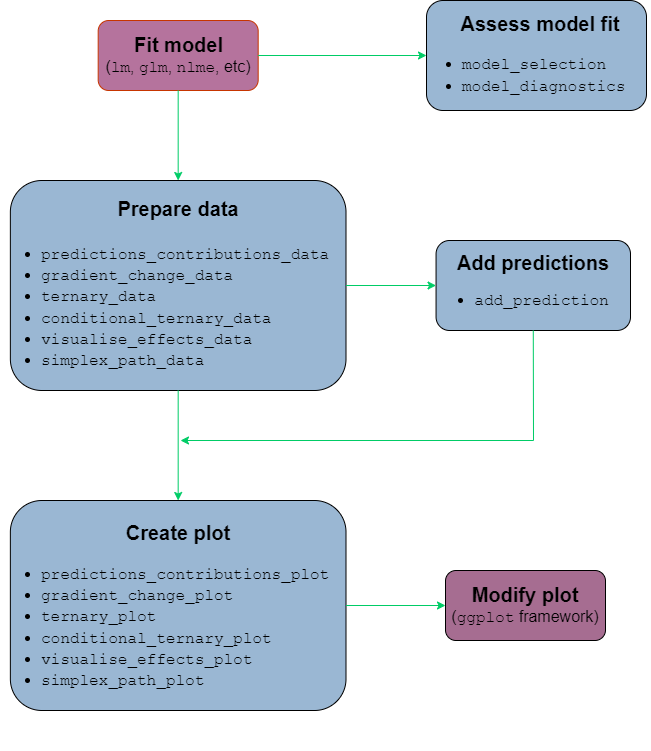 Fit model
(lm, glm, nlme, etc)
Assess model fit
• model_selection
• model_diagnostics
Prepare data
• predictions_contributions_data
• gradient_change_data
• ternary_data
• conditional_ternary_data
• visualise_effects_data
• simplex_path_data
Add predictions
• add_prediction
Create plot
• predictions_contributions_plot
• gradient_change_plot
• ternary_plot
• conditional_ternary_plot
• visualise_effects_plot
• simplex_path_plot
Modify plot
(ggplot framework)